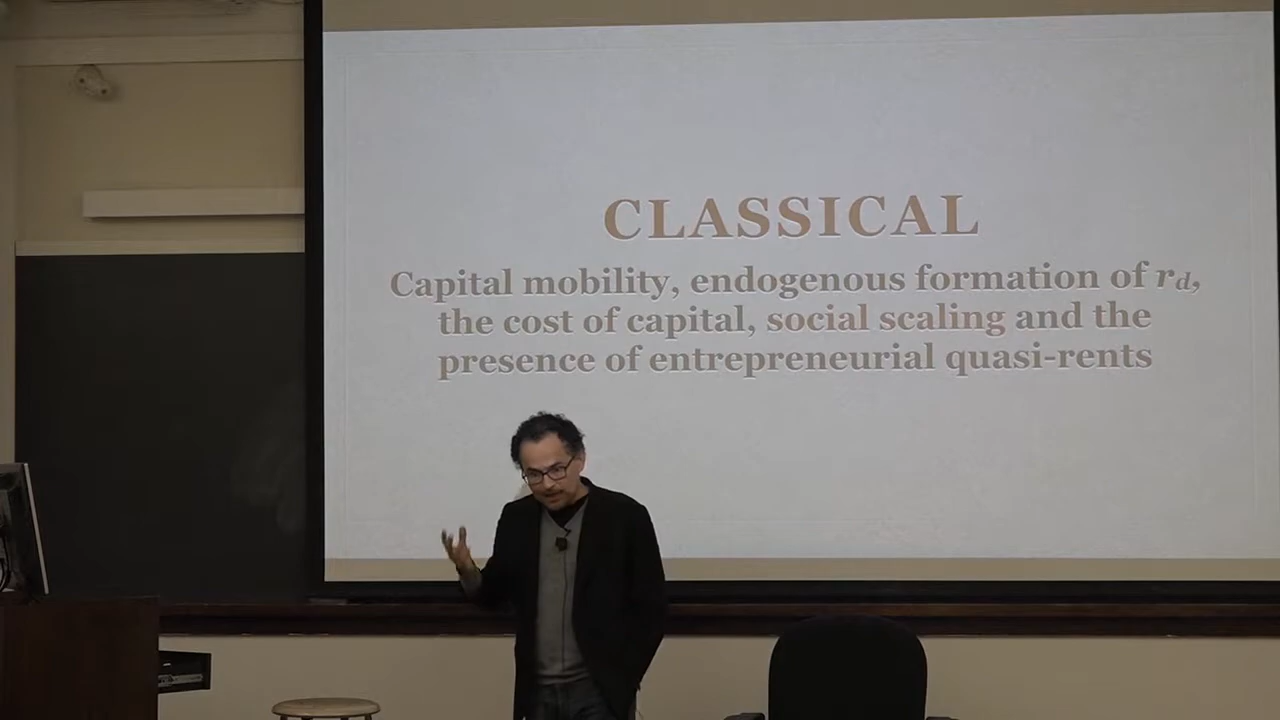 CLASSICAL
Capital mobility, endogenous formation of r_d,
the cost of capital, social scaling and the
presence of entrepreneurial quasi-rents